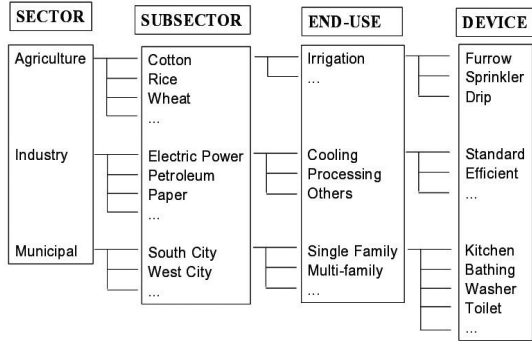 SECTOR
SUBSECTOR
END-USE
DEVICE
Agriculture
Cotton
Rice
Wheat
...
Irrigation
...
Furrow
Sprinkler
Drip
Industry
Electric Power
Petroleum
Paper
...
Cooling
Processing
Others
Standard
Efficient
...
Municipal
South City
West City
...
Single Family
Multi-family
...
Kitchen
Bathing
Washer
Toilet
...